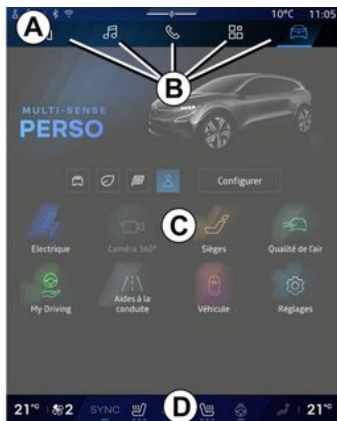 A
10°C 11:05
B
MULTI-SENSE
PERSO
Configurer
C
Electrique
Caméra 360°
Sièges
Qualité de l'air
My Driving
Aides à la
conduite
Véhicule
Réglages
D
21°° 2 SYNC 21°°